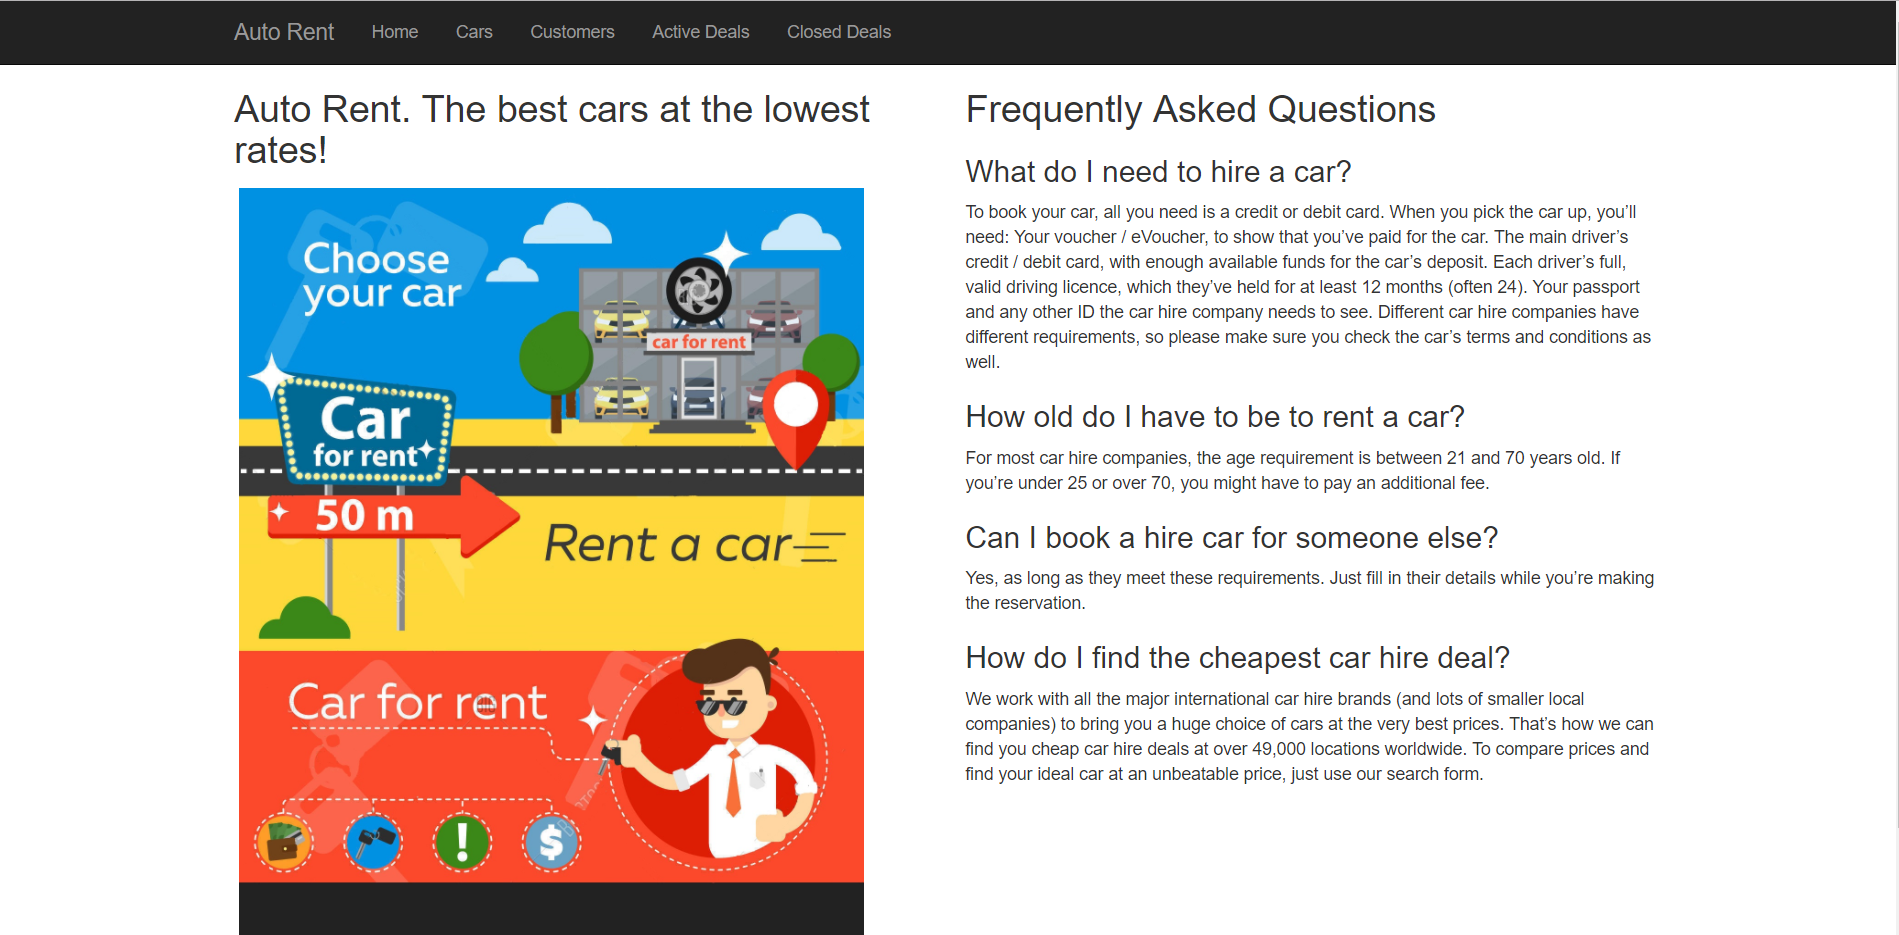 Auto Rent Home Cars Customers Active Deals Closed Deals
Auto Rent. The best cars at the lowest
rates!
Choose
your car
car for rent
Car
for rent
50 m
Rent a car
Car for rent
Frequently Asked Questions
What do I need to hire a car?
To book your car, all you need is a credit or debit card. When you pick the car up, you’ll
need: Your voucher / eVoucher, to show that you’ve paid for the car. The main driver’s
credit / debit card, with enough available funds for the car’s deposit. Each driver’s full,
valid driving licence, which they’ve held for at least 12 months (often 24). Your passport
and any other ID the car hire company needs to see. Different car hire companies have
different requirements, so please make sure you check the car’s terms and conditions as
well.
How old do I have to be to rent a car?
For most car hire companies, the age requirement is between 21 and 70 years old. If
you’re under 25 or over 70, you might have to pay an additional fee.
Can I book a hire car for someone else?
Yes, as long as they meet these requirements. Just fill in their details while you’re making
the reservation.
How do I find the cheapest car hire deal?
We work with all the major international car hire brands (and lots of smaller local
companies) to bring you a huge choice of cars at the very best prices. That’s how we can
find you cheap car hire deals at over 49,000 locations worldwide. To compare prices and
find your ideal car at an unbeatable price, just use our search form.